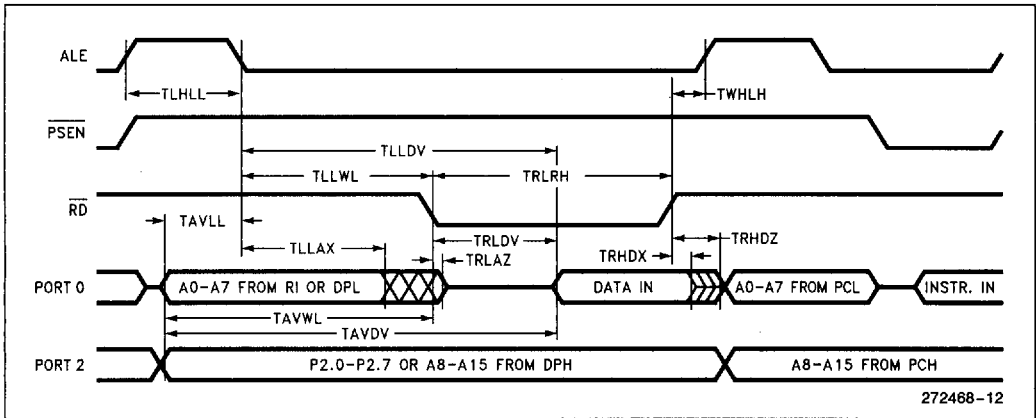 ALE
TLHLL
TWHLH
PSEN
TLLDV
TLLWL
TRLRH
RD
TAVLL
TRLDV
TRHDZ
TLLAX
TRLAZ
TRHDX
PORT 0
A0-A7 FROM RI OR DPL
DATA IN
A0-A7 FROM PCL
INSTR. IN
TAVWL
TAVDV
PORT 2
P2.0-P2.7 OR A8-A15 FROM DPH
A8-A15 FROM PCH
272468-12